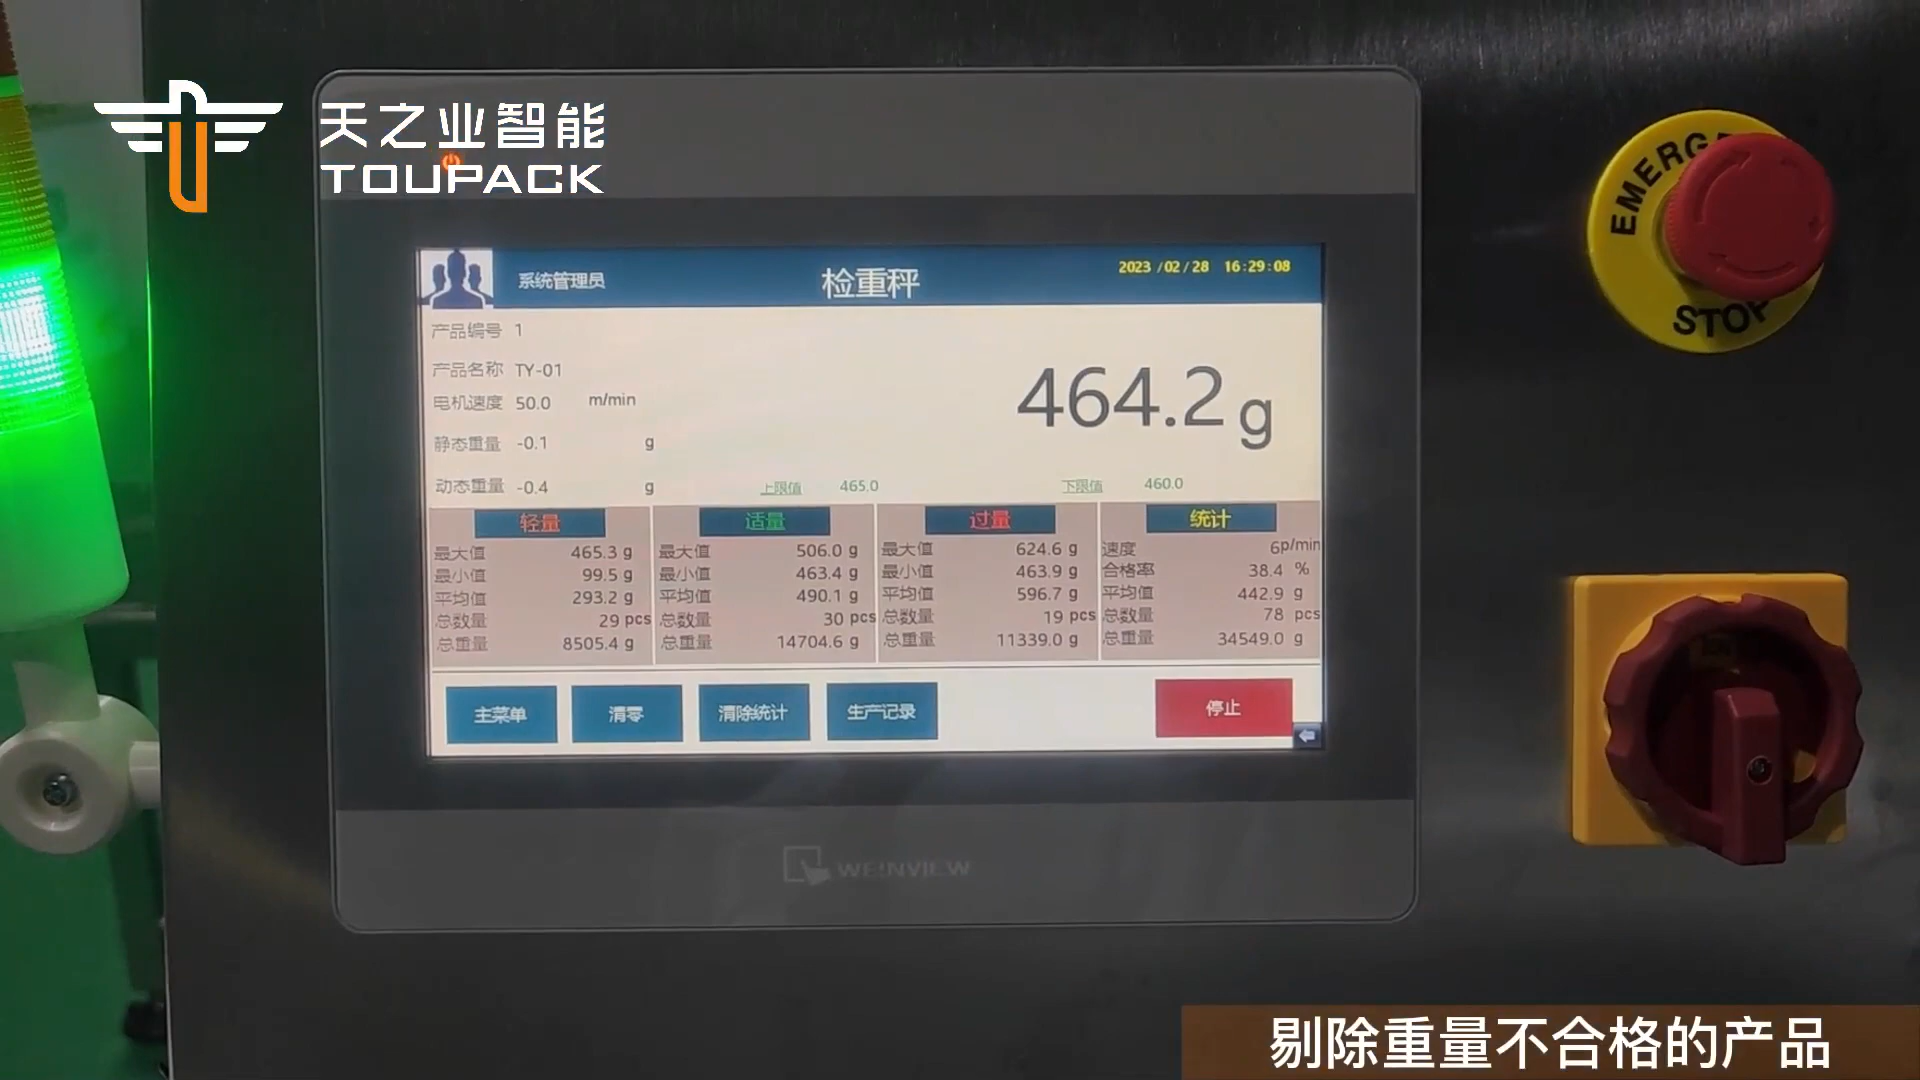 天之业智能
TOUPACK
EMERG
STOP
系统管理员
检重秤
2023 /02/28 16:29:08
产品编号 1
产品名称 TY-01
电机速度 50.0 m/min
静态重量 -0.1 g
464.2 g
动态重量 -0.4 g 上限值 465.0 下限值 460.0
轻量 适量 过量 统计
最大值 465.3 g 最大值 506.0 g 最大值 624.6 g 速度 6p/min
最小值 99.5 g 最小值 463.4 g 最小值 463.9 g 合格率 38.4 %
平均值 293.2 g 平均值 490.1 g 平均值 596.7 g 平均值 442.9 g
总数量 29 pcs 总数量 30 pcs 总数量 19 pcs 总数量 78 pcs
总重量 8505.4 g 总重量 14704.6 g 总重量 11339.0 g 总重量 34549.0 g
主菜单 清零 清除统计 生产记录 停止
WEINVIEW
剔除重量不合格的产品